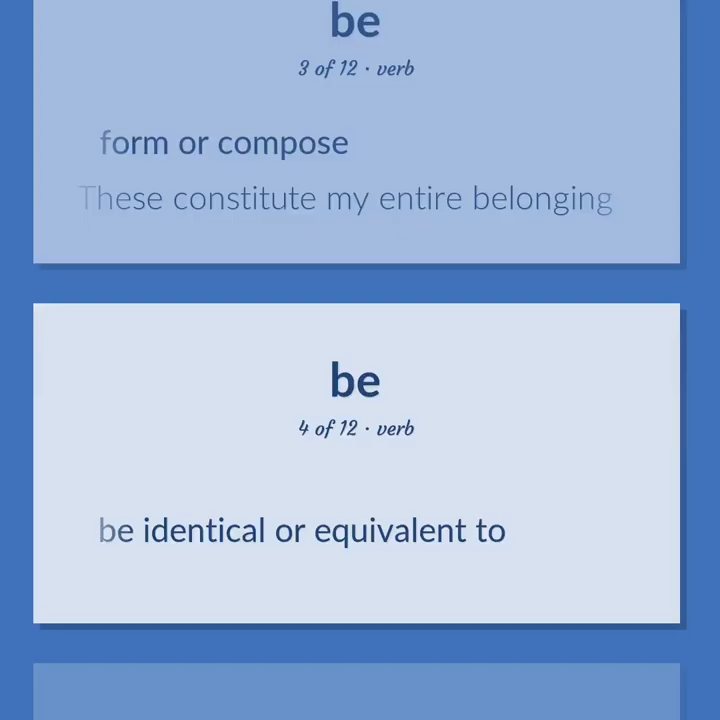 be
3 of 12 · verb
form or compose
These constitute my entire belonging
be
4 of 12 · verb
be identical or equivalent to